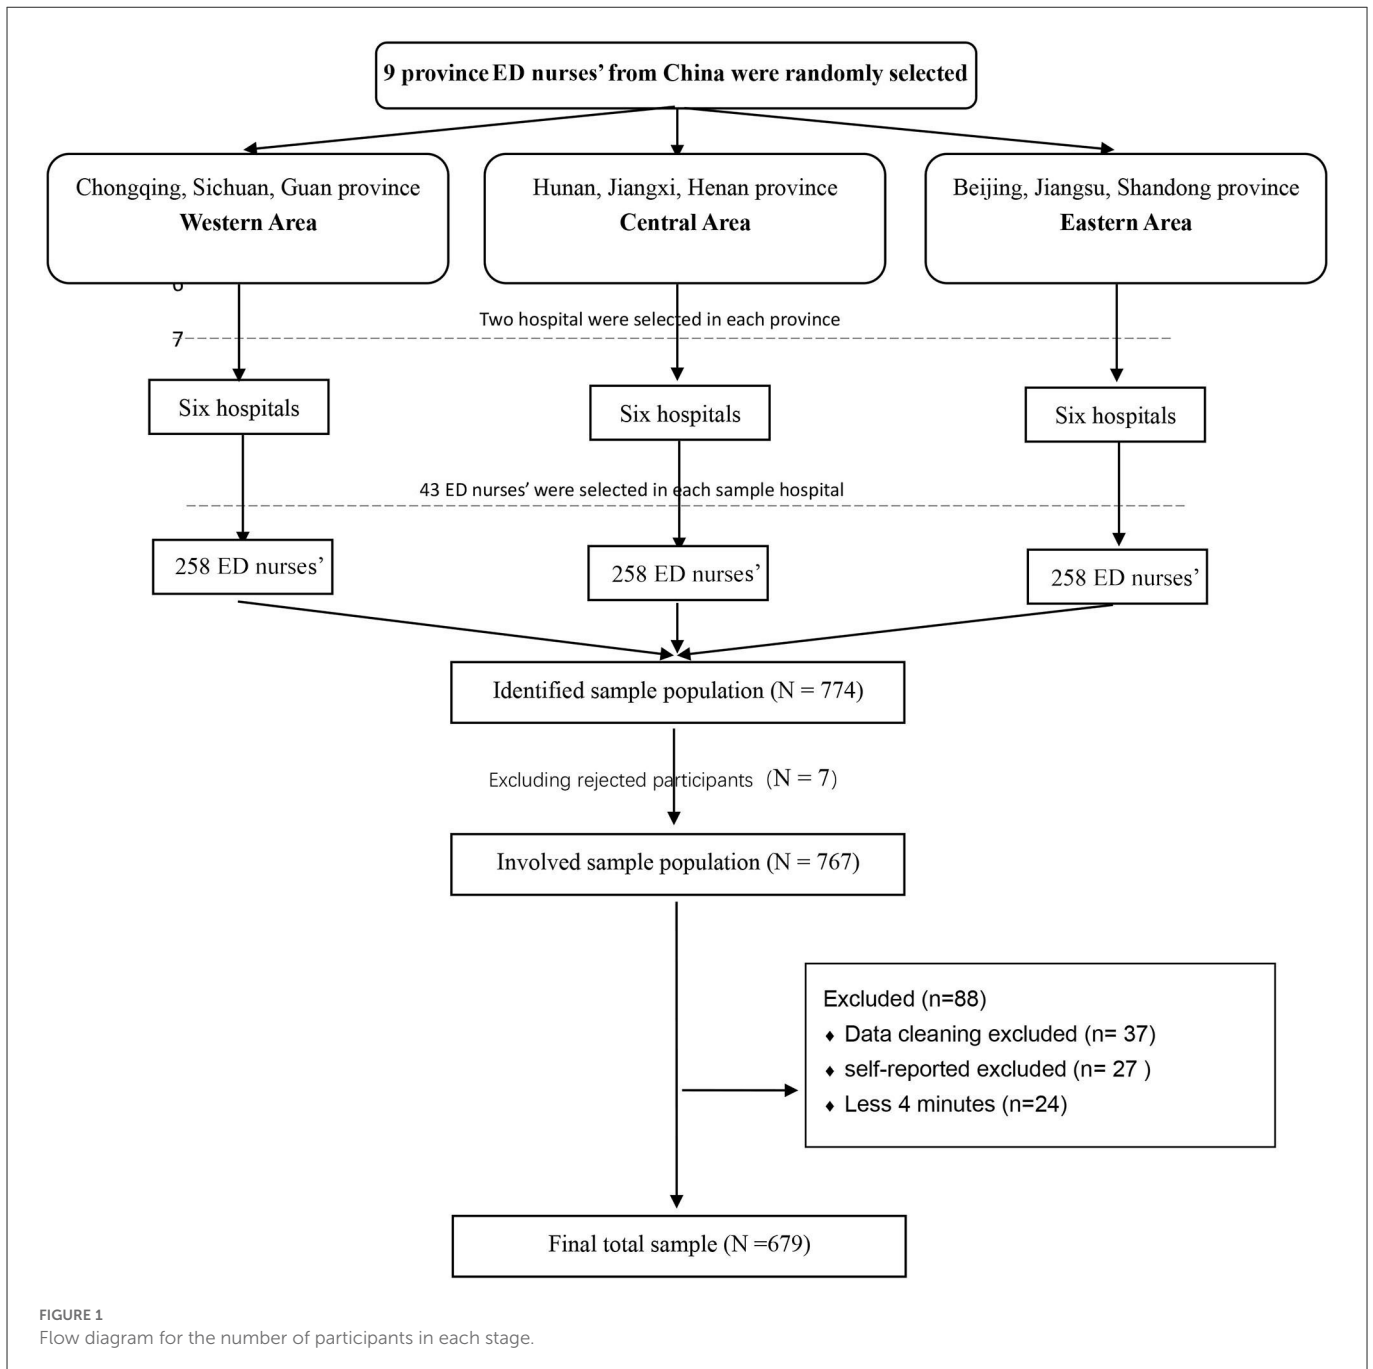 9 province ED nurses’ from China were randomly selected
Chongqing, Sichuan, Guan province
Western Area
Hunan, Jiangxi, Henan province
Central Area
Beijing, Jiangsu, Shandong province
Eastern Area
Two hospital were selected in each province
7
Six hospitals
Six hospitals
Six hospitals
43 ED nurses’ were selected in each sample hospital
258 ED nurses’
258 ED nurses’
258 ED nurses’
Identified sample population (N = 774)
Excluding rejected participants (N = 7)
Involved sample population (N = 767)
Excluded (n=88)
♦ Data cleaning excluded (n= 37)
♦ self-reported excluded (n= 27 )
♦ Less 4 minutes (n=24)
Final total sample (N =679)
FIGURE 1
Flow diagram for the number of participants in each stage.